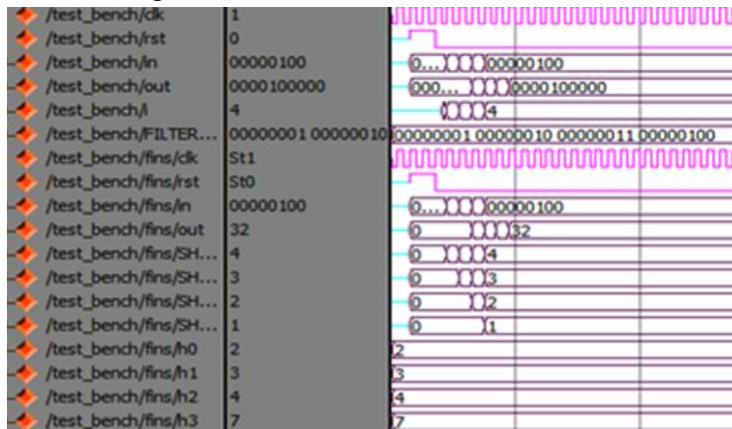 /test_bench/clk 1
/test_bench/rst 0
/test_bench/in 00000100 0... 00000100
/test_bench/out 0000100000 000... 0000100000
/test_bench/i 4 4
/test_bench/FILTER... 00000001 00000010 00000001 00000010 00000011 00000100
/test_bench/fins/clk St1
/test_bench/fins/rst St0
/test_bench/fins/in 00000100 0... 00000100
/test_bench/fins/out 32 0 32
/test_bench/fins/SH... 4 0 4
/test_bench/fins/SH... 3 0 3
/test_bench/fins/SH... 2 0 2
/test_bench/fins/SH... 1 0 1
/test_bench/fins/h0 2 2
/test_bench/fins/h1 3 3
/test_bench/fins/h2 4 4
/test_bench/fins/h3 7 7